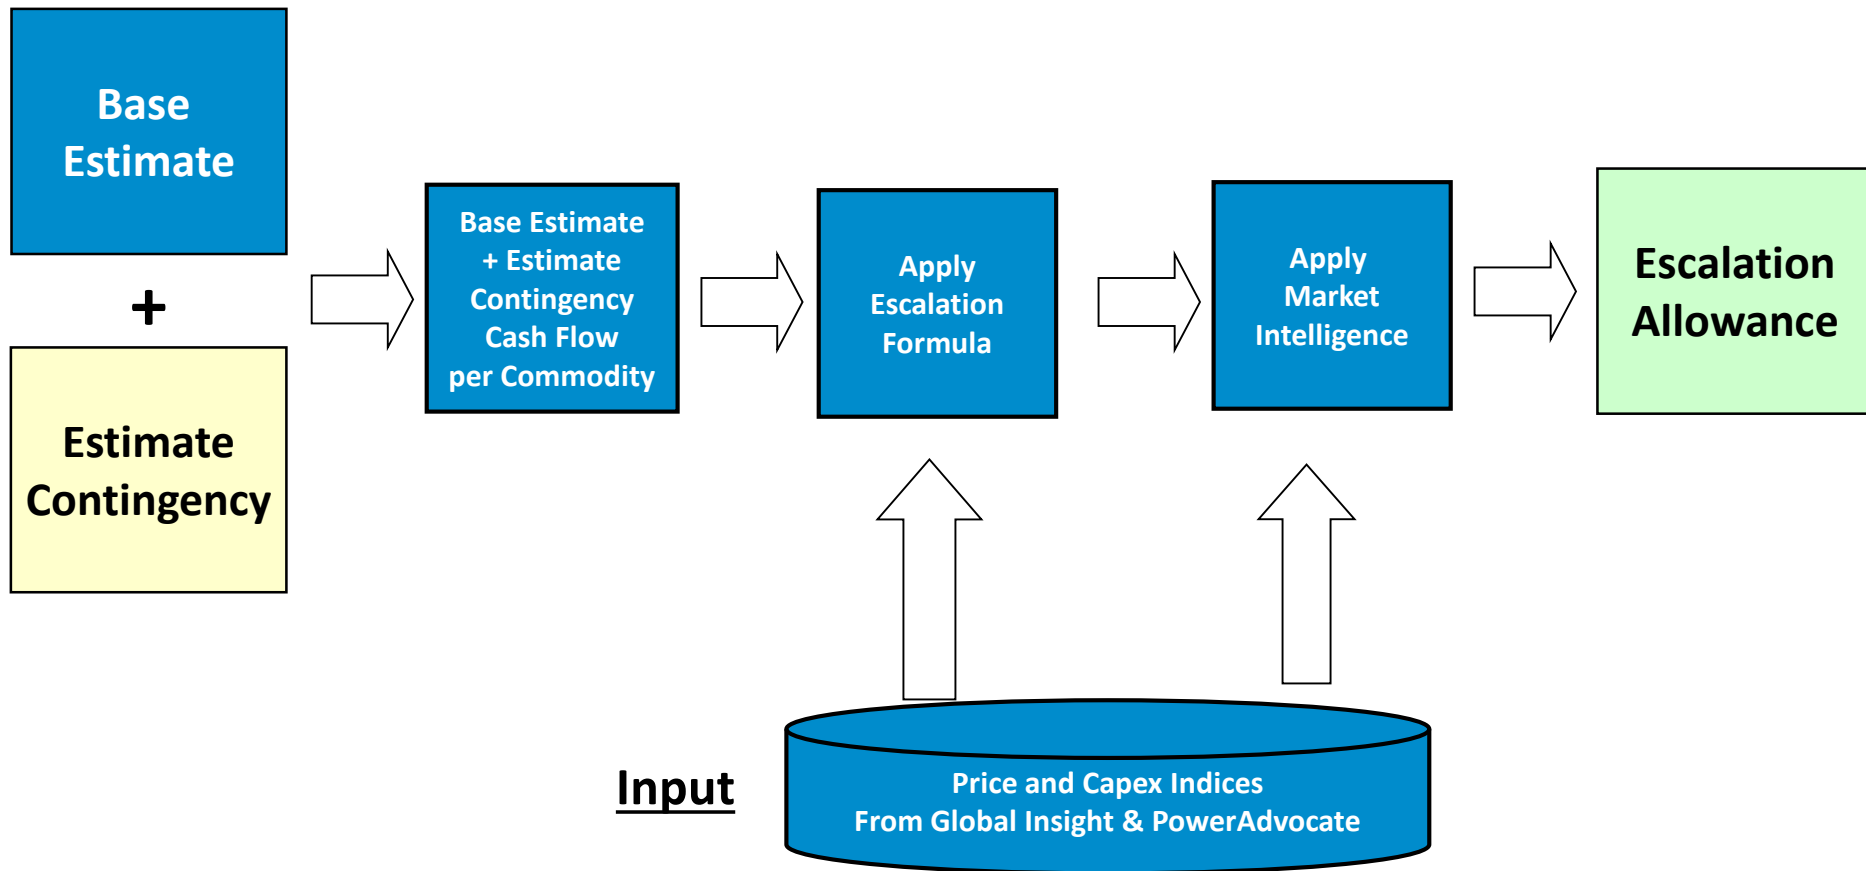 Base
Estimate
+
Estimate
Contingency
Base Estimate
+ Estimate
Contingency
Cash Flow
per Commodity
Apply
Escalation
Formula
Apply
Market
Intelligence
Escalation
Allowance
Input
Price and Capex Indices
From Global Insight & PowerAdvocate